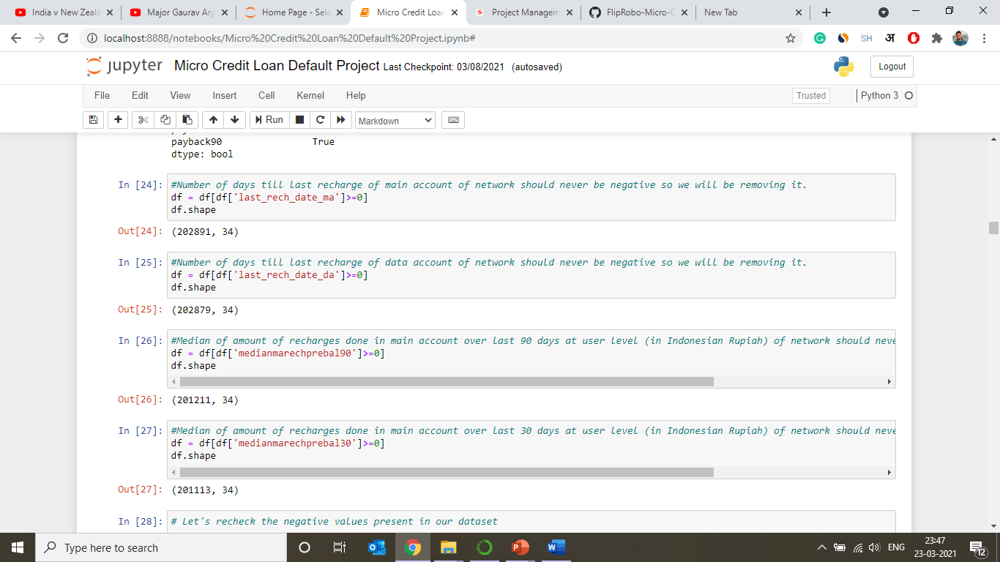 India v New Zeala
Major Gaurav Ary
Home Page - Sele
Micro Credit Loan
Project Managem
FlipRobo-Micro-C
New Tab
localhost:8888/notebooks/Micro%20Credit%20Loan%20Default%20Project.ipynb#
SH
अ
jupyter Micro Credit Loan Default Project Last Checkpoint: 03/08/2021 (autosaved)
Logout
File Edit View Insert Cell Kernel Help
Trusted
Python 3
Run
Markdown
payback90 True
dtype: bool
In [24]: #Number of days till last recharge of main account of network should never be negative so we will be removing it.
df = df[df['last_rech_date_ma']>=0]
df.shape
Out[24]: (202891, 34)
In [25]: #Number of days till last recharge of data account of network should never be negative so we will be removing it.
df = df[df['last_rech_date_da']>=0]
df.shape
Out[25]: (202879, 34)
In [26]: #Median of amount of recharges done in main account over last 90 days at user level (in Indonesian Rupiah) of network should neve
df = df[df['medianmarechprebal90']>=0]
df.shape
Out[26]: (201211, 34)
In [27]: #Median of amount of recharges done in main account over last 30 days at user level (in Indonesian Rupiah) of network should neve
df = df[df['medianmarechprebal30']>=0]
df.shape
Out[27]: (201113, 34)
In [28]: # Let's recheck the negative values present in our dataset
Type here to search
ENG
23:47
23-03-2021
12